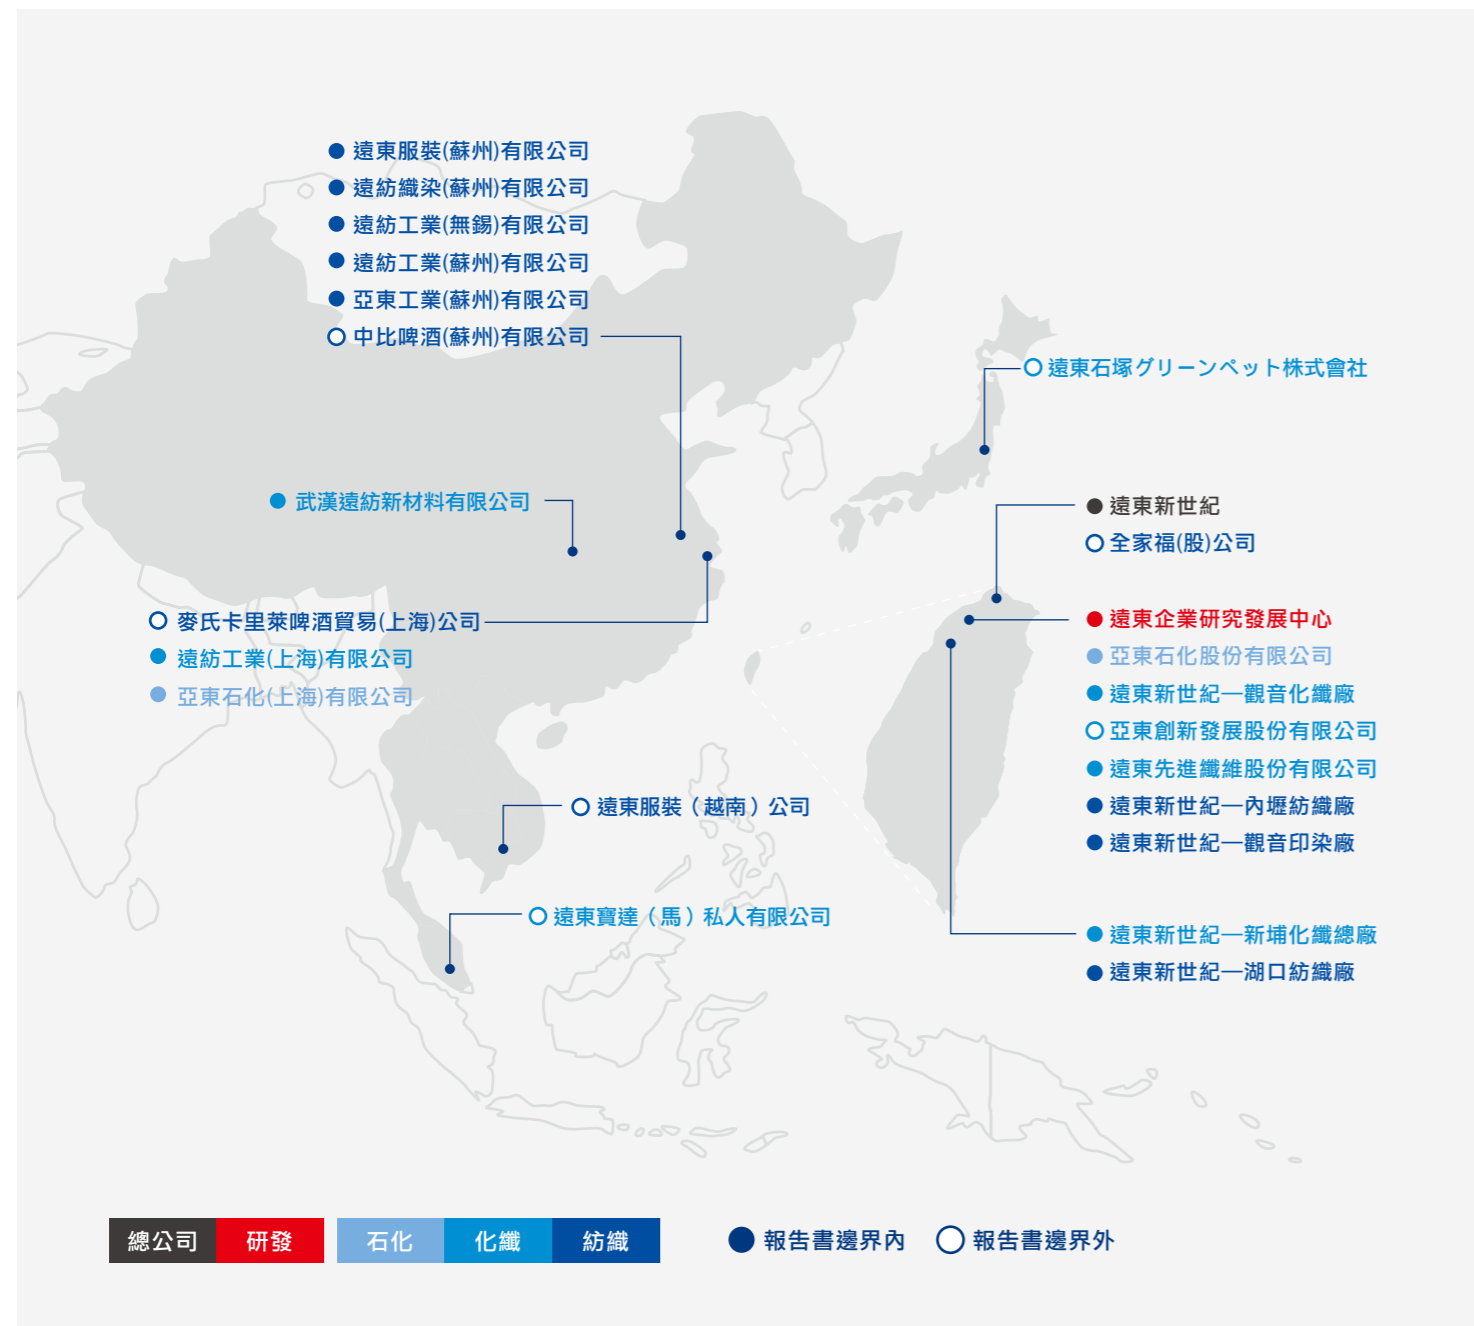 遠東服裝(蘇州)有限公司
遠紡織染(蘇州)有限公司
遠紡工業(無錫)有限公司
遠紡工業(蘇州)有限公司
亞東工業(蘇州)有限公司
中比啤酒(蘇州)有限公司
遠東石塚グリーンペット株式會社
武漢遠紡新材料有限公司
遠東新世紀
全家福(股)公司
麥氏卡里萊啤酒貿易(上海)公司
遠紡工業(上海)有限公司
亞東石化(上海)有限公司
遠東企業研究發展中心
亞東石化股份有限公司
遠東新世紀—觀音化纖廠
亞東創新發展股份有限公司
遠東先進纖維股份有限公司
遠東新世紀—內壢紡織廠
遠東新世紀—觀音印染廠
遠東服裝（越南）公司
遠東寶達（馬）私人有限公司
遠東新世紀—新埔化纖總廠
遠東新世紀—湖口紡織廠
總公司 研發 石化 化纖 紡織 報告書邊界內 報告書邊界外